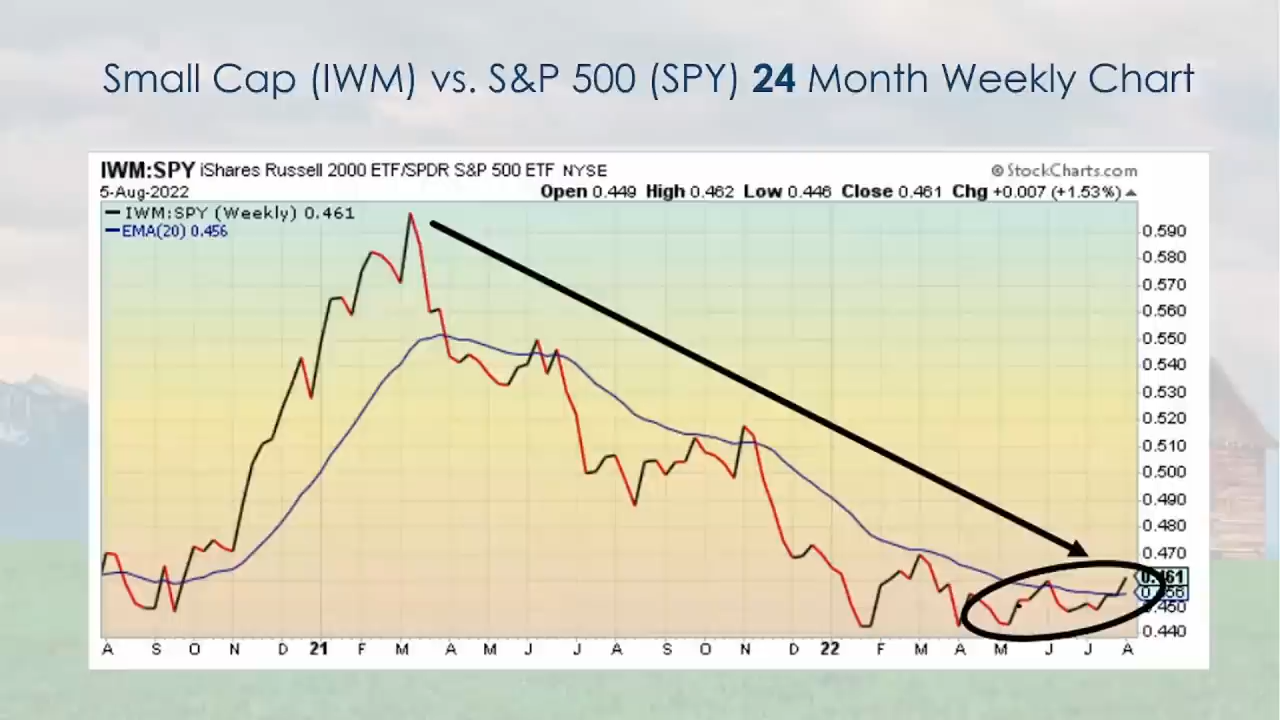 Small Cap (IWM) vs. S&P 500 (SPY) 24 Month Weekly Chart
IWM:SPY iShares Russell 2000 ETF/SPDR S&P 500 ETF NYSE
© StockCharts.com
5-Aug-2022
Open 0.449 High 0.462 Low 0.446 Close 0.461 Chg +0.007 (+1.53%)
IWM:SPY (Weekly) 0.461
EMA(20) 0.456
0.590
0.580
0.570
0.560
0.550
0.540
0.530
0.520
0.510
0.500
0.490
0.480
0.470
0.461
0.456
0.450
0.440
A S O N D 21 F M A M J J A S O N D 22 F M A M J J A